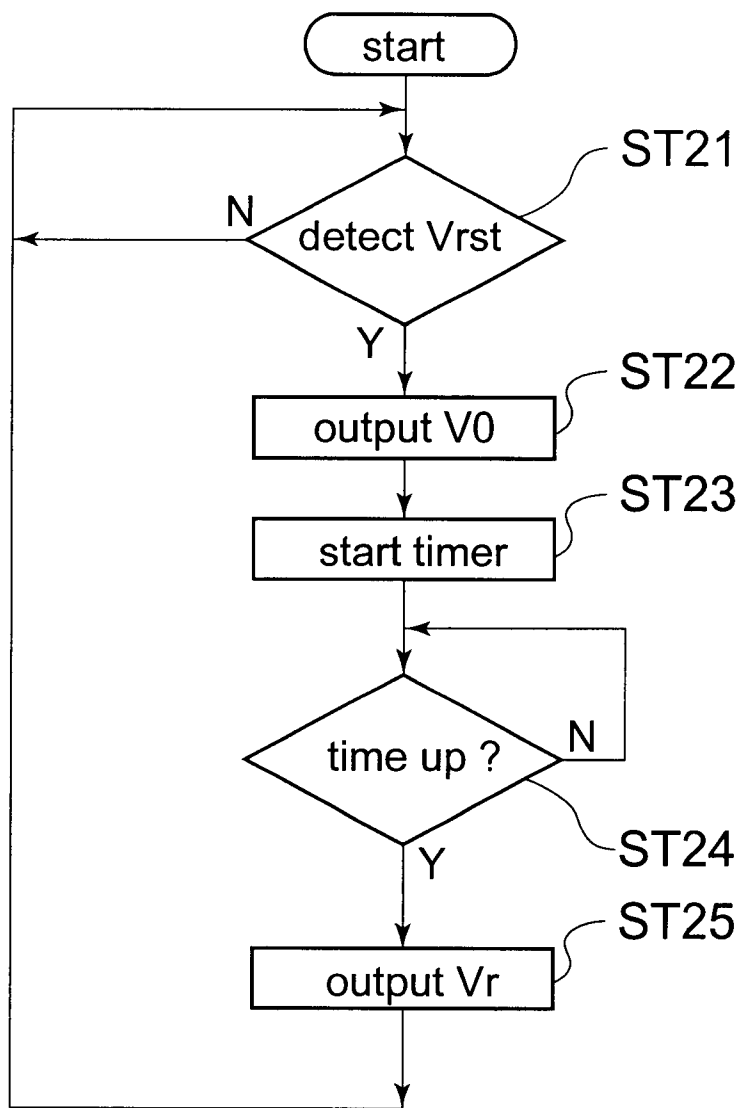 start
ST21
N
detect Vrst
Y
ST22
output V0
ST23
start timer
N
time up ?
ST24
Y
ST25
output Vr